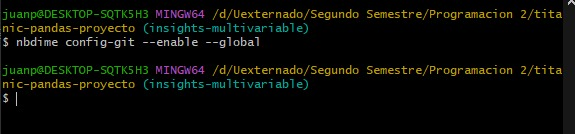 juanp@DESKTOP-SQTK5H3 MINGW64 /d/Uexternado/Segundo Semestre/Programacion 2/tita
nic-pandas-proyecto (insights-multivariable)
$ nbdime config-git --enable --global
juanp@DESKTOP-SQTK5H3 MINGW64 /d/Uexternado/Segundo Semestre/Programacion 2/tita
nic-pandas-proyecto (insights-multivariable)
$